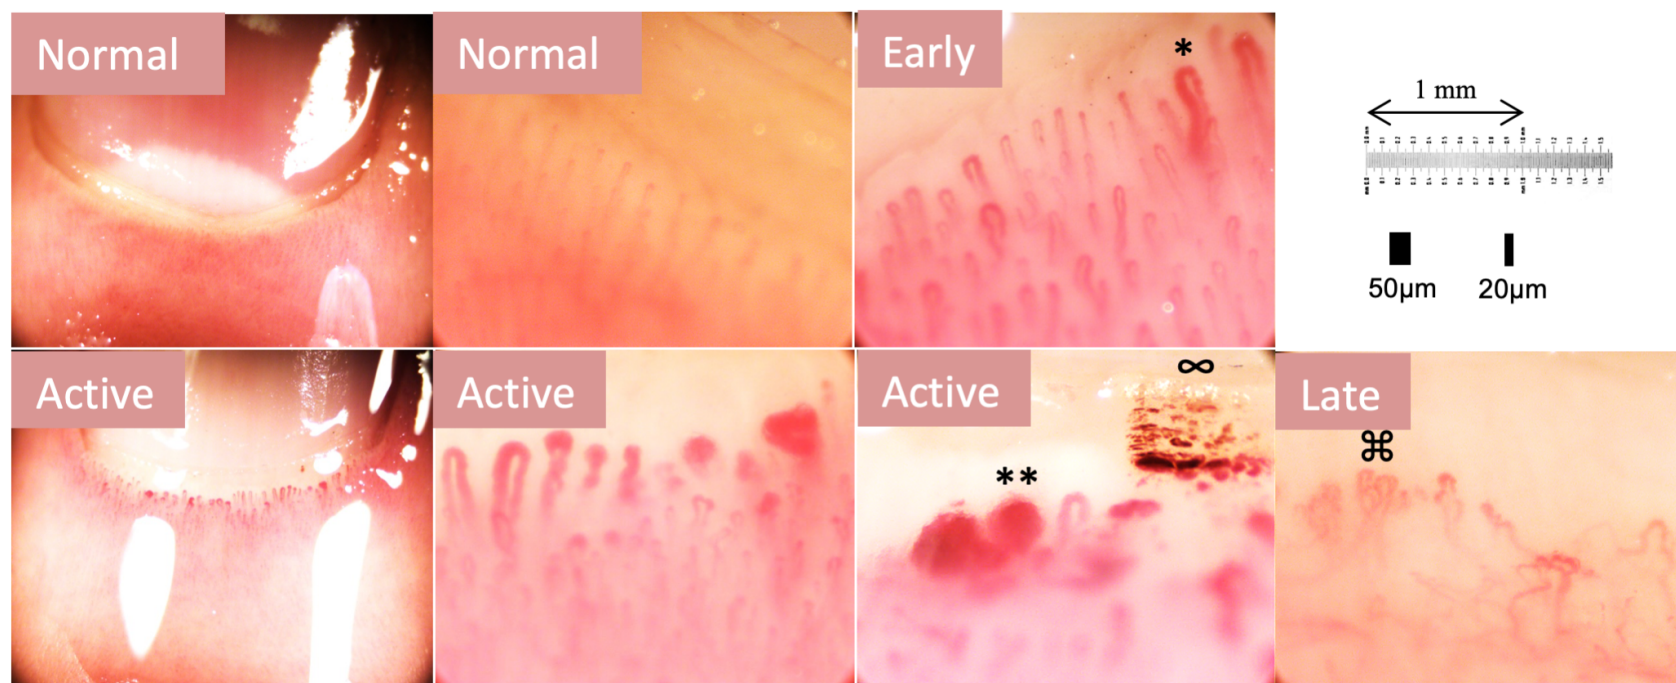 Normal
Normal
Early
*
1 mm
50µm
20µm
Active
Active
Active
∞
**
Late
⌘